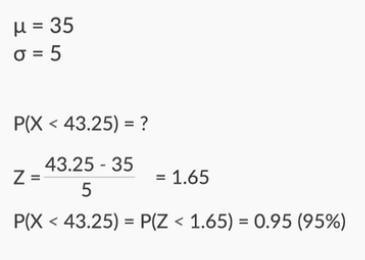 μ = 35
σ = 5
P(X < 43.25) = ?
Z = 43.25 - 35 / 5 = 1.65
P(X < 43.25) = P(Z < 1.65) = 0.95 (95%)